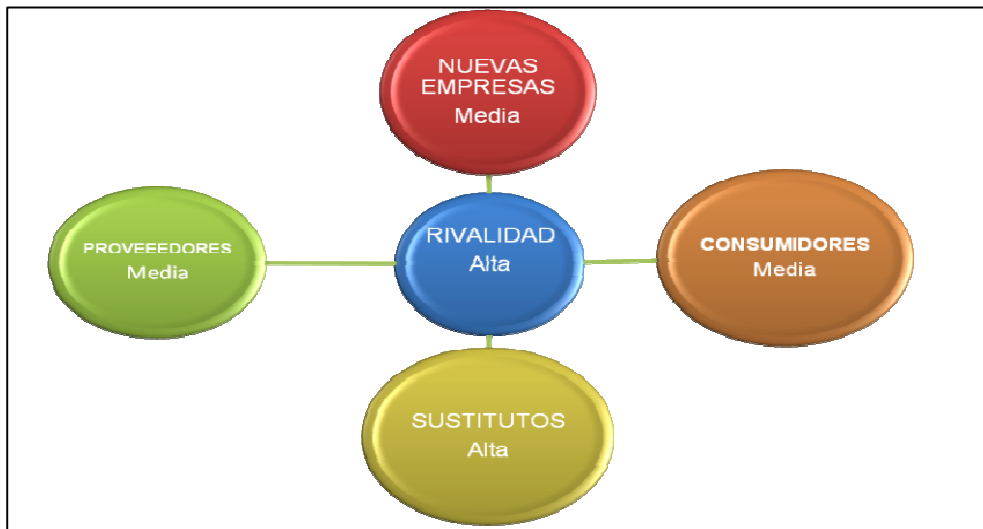 NUEVAS
EMPRESAS
Media
PROVEEEDORES
Media
RIVALIDAD
Alta
CONSUMIDORES
Media
SUSTITUTOS
Alta